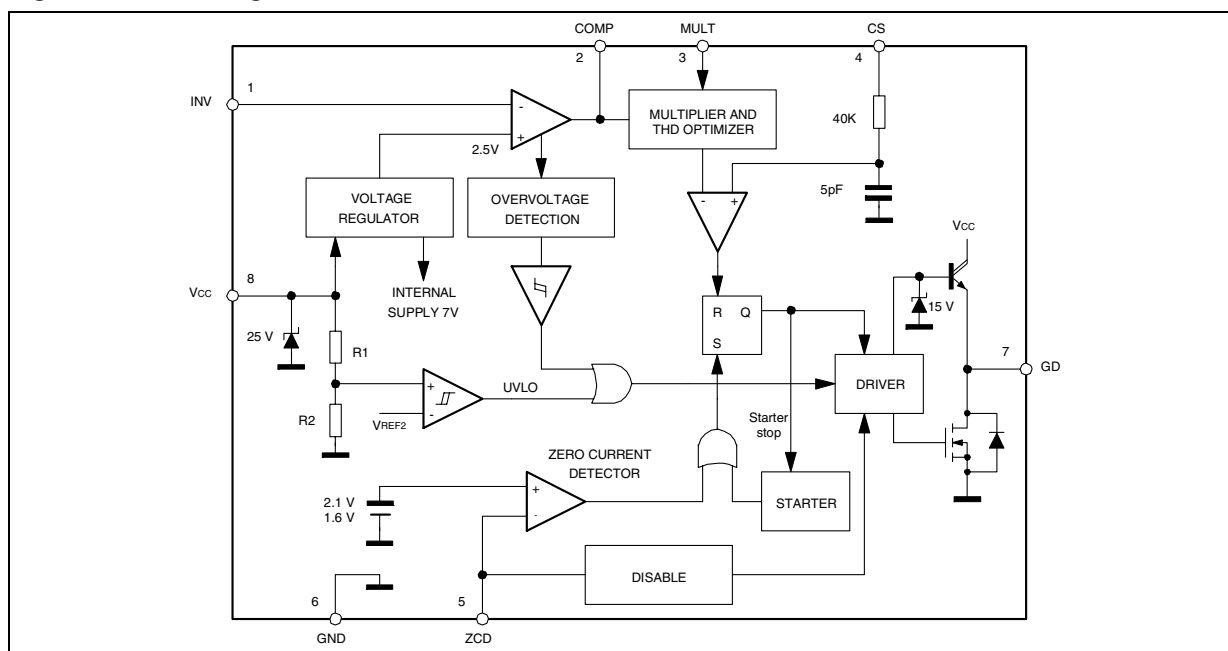 COMP
MULT
CS
2
3
4
1
INV
-
+
2.5V
MULTIPLIER AND
THD OPTIMIZER
40K
5pF
VOLTAGE
REGULATOR
OVERVOLTAGE
DETECTION
- +
VCC
8
VCC
INTERNAL
SUPPLY 7V
R Q
S
15 V
25 V
R1
7
GD
DRIVER
UVLO
+
-
R2
VREF2
Starter
stop
ZERO CURRENT
DETECTOR
+
-
2.1 V
1.6 V
STARTER
DISABLE
6
5
GND
ZCD